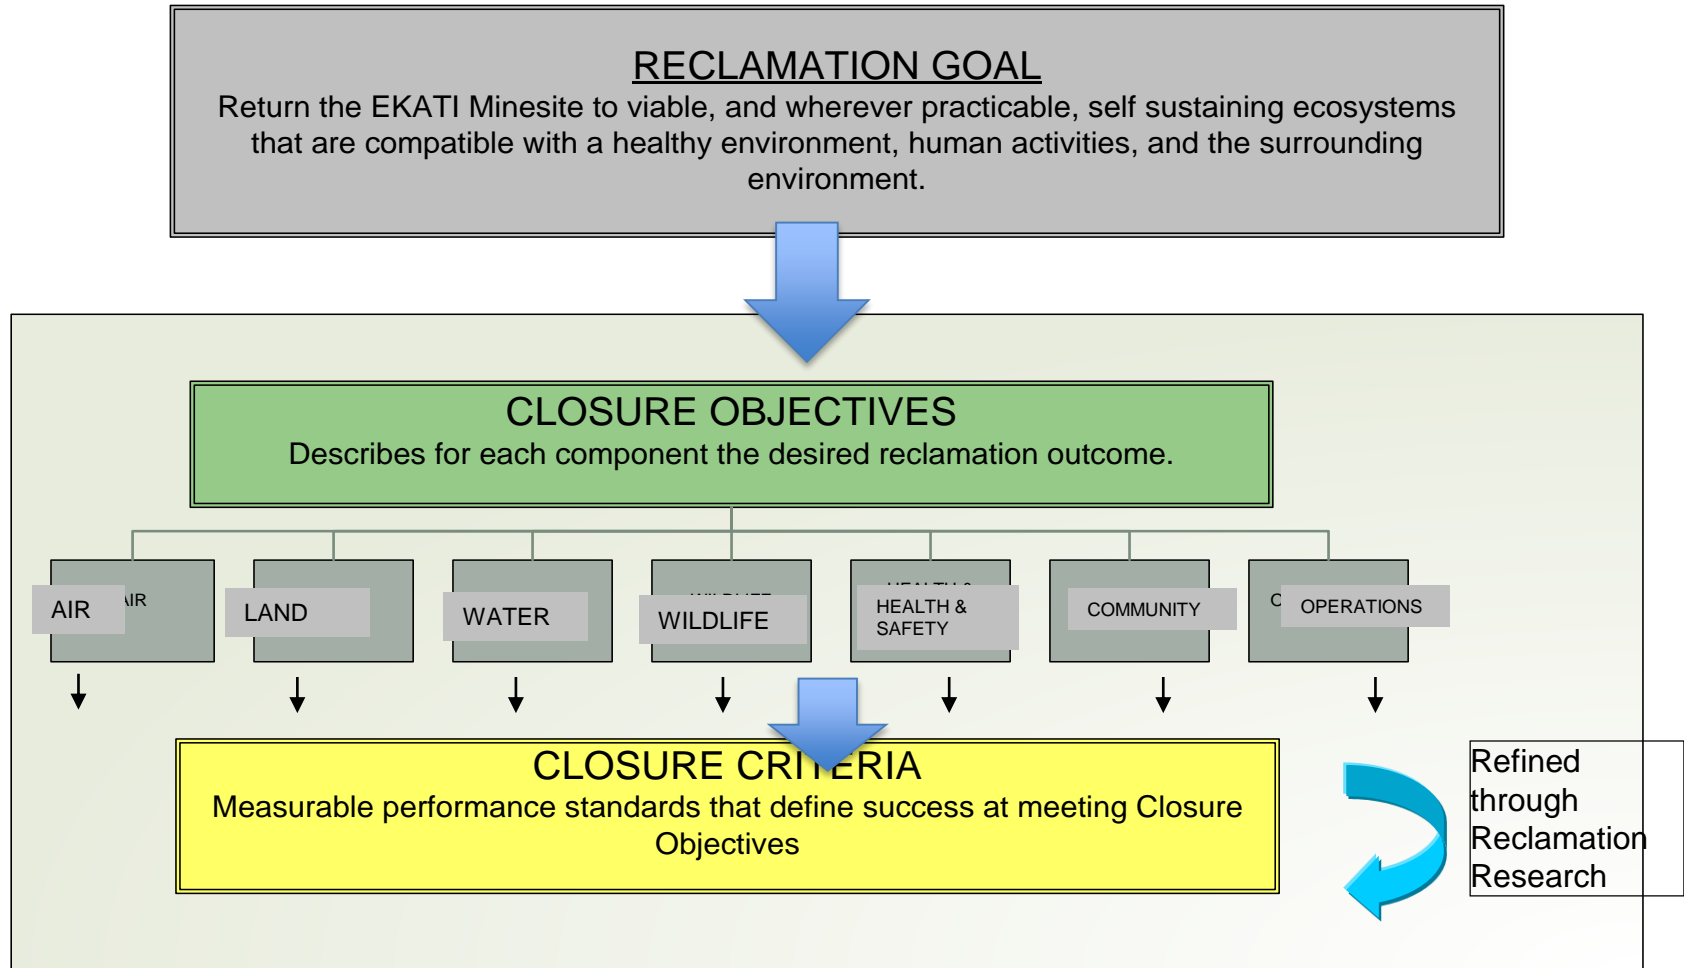 RECLAMATION GOAL
Return the EKATI Minesite to viable, and wherever practicable, self sustaining ecosystems
that are compatible with a healthy environment, human activities, and the surrounding
environment.
CLOSURE OBJECTIVES
Describes for each component the desired reclamation outcome.
AIR
AIR
LAND
WATER
WILDLIFE
HEALTH &
SAFETY
COMMUNITY
OPERATIONS
CLOSURE CRITERIA
Measurable performance standards that define success at meeting Closure
Objectives
Refined
through
Reclamation
Research